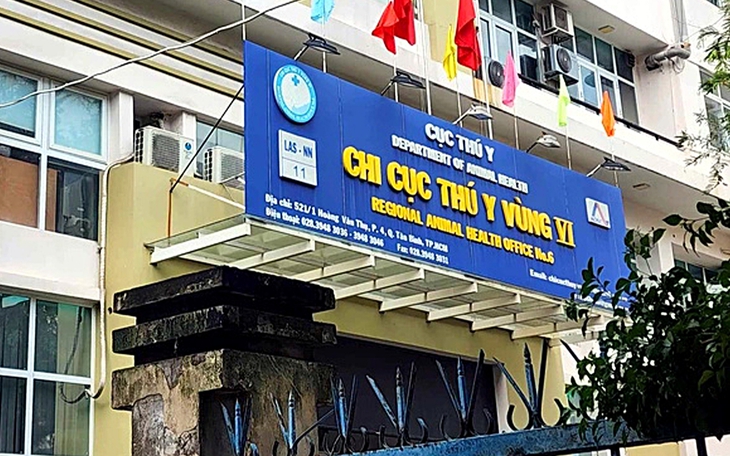 CỤC THÚ Y
DEPARTMENT OF ANIMAL HEALTH
LAS - NN
11
CHI CỤC THÚ Y VÙNG VI
REGIONAL ANIMAL HEALTH OFFICE No.6
Địa chỉ: 521/1 Hoàng Văn Thụ, P. 4, Q. Tân Bình, TP.HCM
Điện thoại: 028.3948 3036 - 3948 3046 Fax: 028.3948 3031
Email: